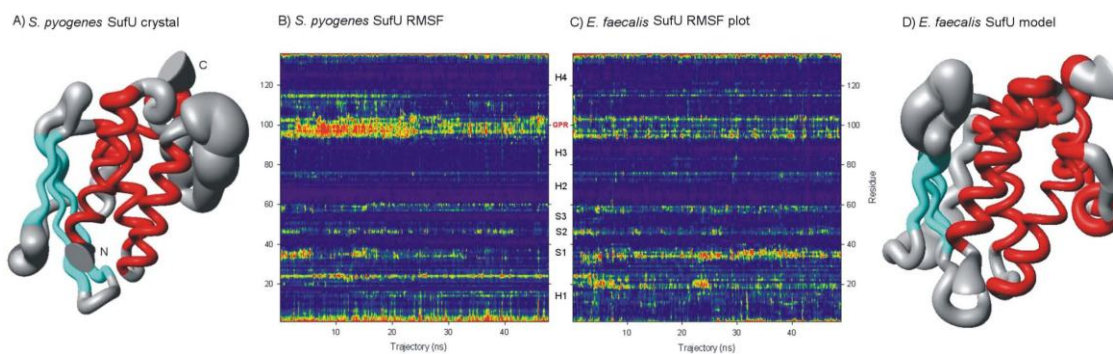 A) S. pyogenes SufU crystal
B) S. pyogenes SufU RMSF
C) E. faecalis SufU RMSF plot
D) E. faecalis SufU model
C
N
120
100
80
60
40
20
10
20
30
40
Trajectory (ns)
H4
GPR
H3
H2
S3
S2
S1
H1
10
20
30
40
Trajectory (ns)
120
100
80
60
40
20
Residue